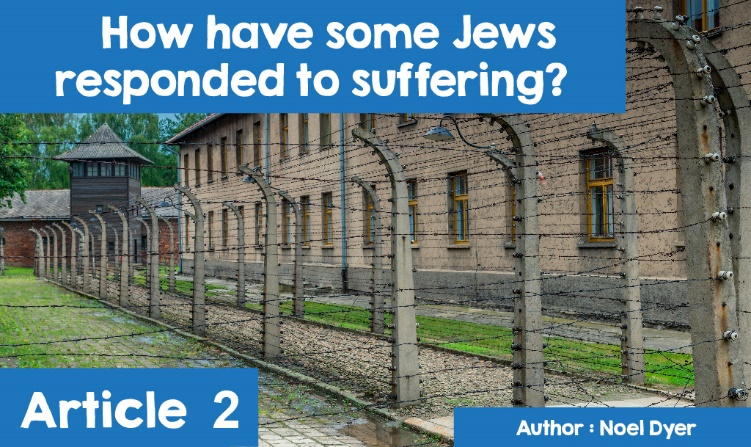 How have some Jews
responded to suffering?
Article 2
Author : Noel Dyer